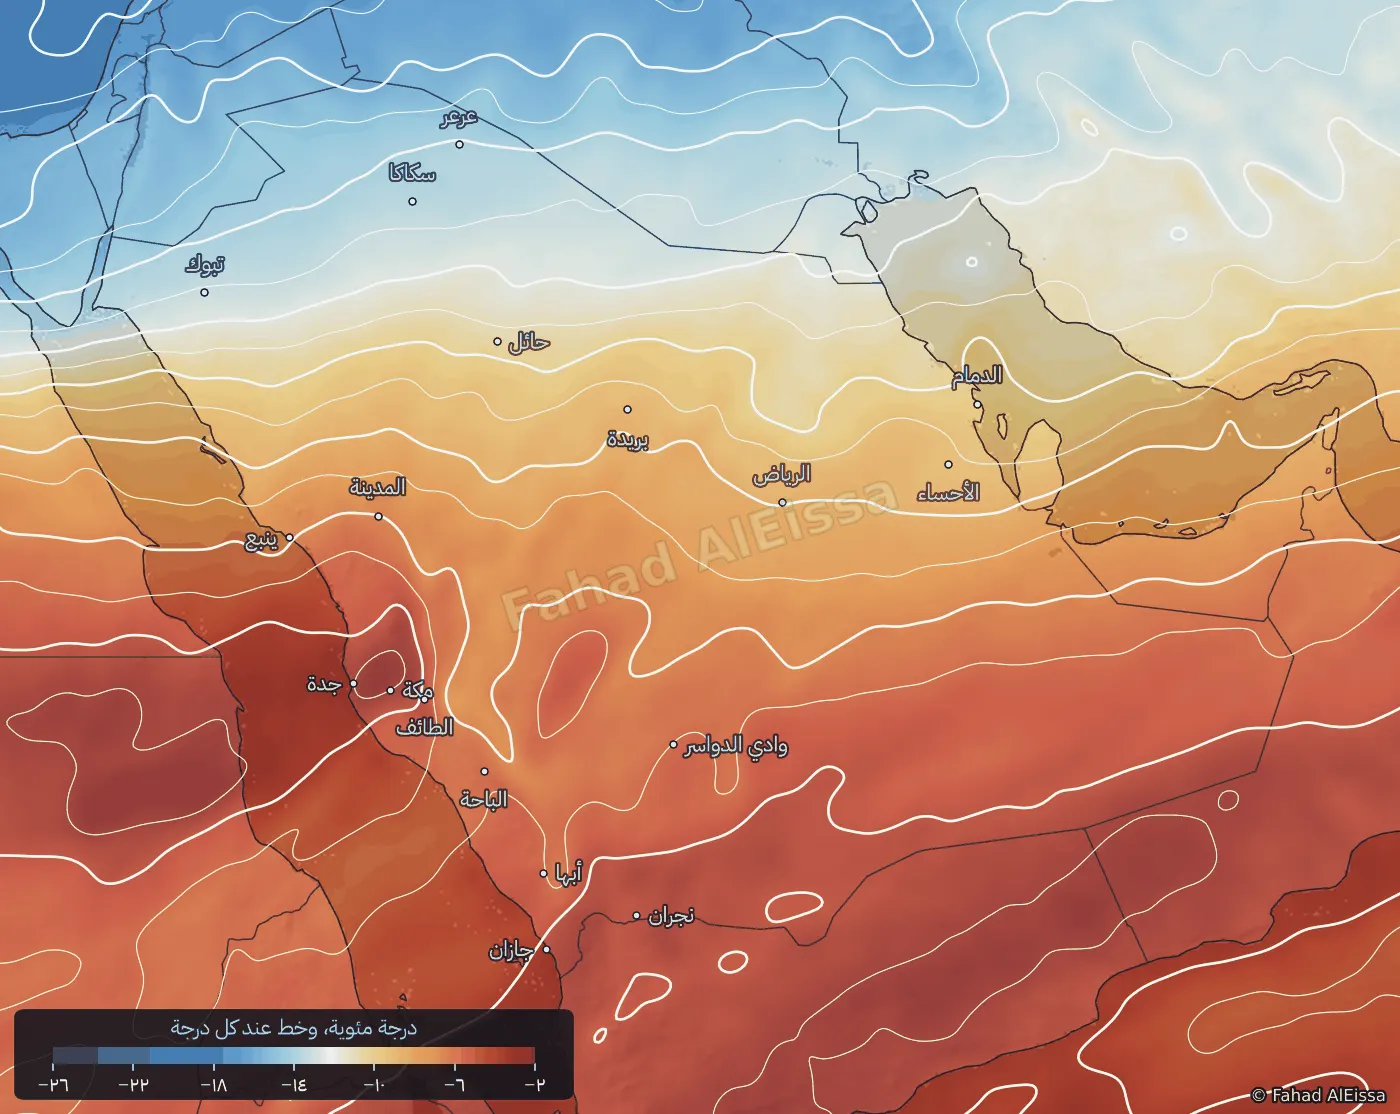 عرعر
سكاكا
تبوك
حائل
الدمام
بريدة
الرياض
الأحساء
المدينة
ينبع
Fahad AlEissa
جدة
مكة
الطائف
وادي الدواسر
الباحة
أبها
نجران
جازان
درجة مئوية، وخط عند كل درجة
−٢٦ −٢٢ −١٨ −١٤ −١٠ −٦ −٢
© Fahad AlEissa